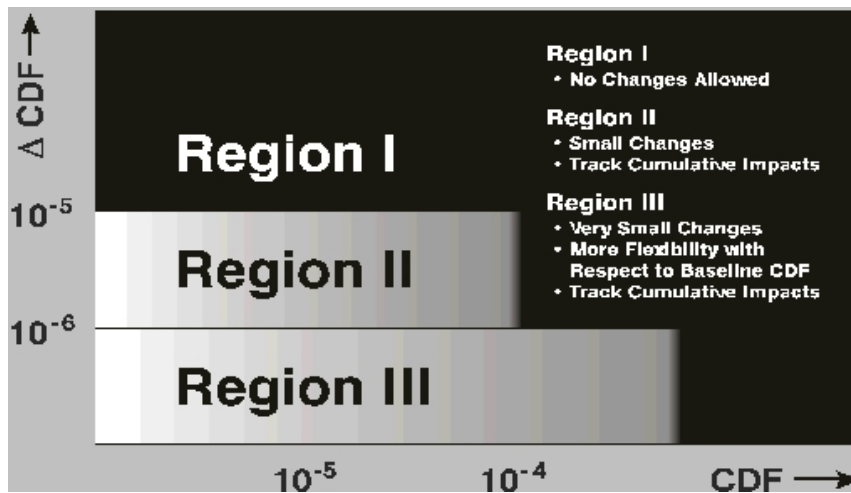 Δ CDF →
10⁻⁵
10⁻⁶
Region I
Region II
Region III
Region I
• No Changes Allowed
Region II
• Small Changes
• Track Cumulative Impacts
Region III
• Very Small Changes
• More Flexibility with
Respect to Baseline CDF
• Track Cumulative Impacts
10⁻⁵
10⁻⁴
CDF →